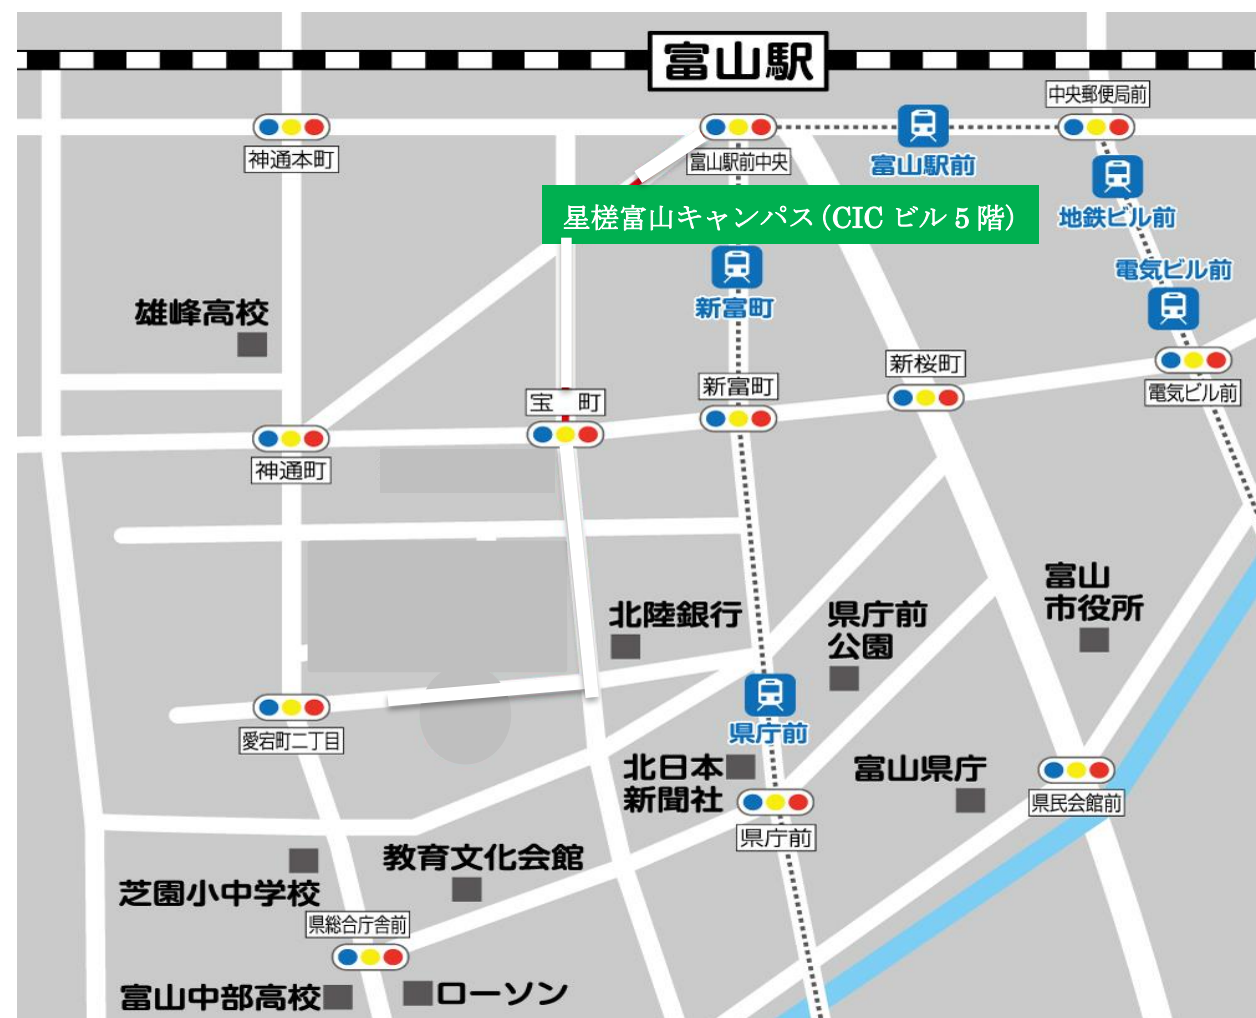 富山駅
中央郵便局前
神通本町
富山駅前中央
富山駅前
地鉄ビル前
星槎富山キャンパス（CIC ビル 5 階）
電気ビル前
新富町
雄峰高校
新桜町
新富町
宝　町
電気ビル前
神通町
富山
市役所
北陸銀行
県庁前
公園
県庁前
愛宕町二丁目
北日本
新聞社
富山県庁
県民会館前
県庁前
教育文化会館
芝園小中学校
県総合庁舎前
富山中部高校
ローソン